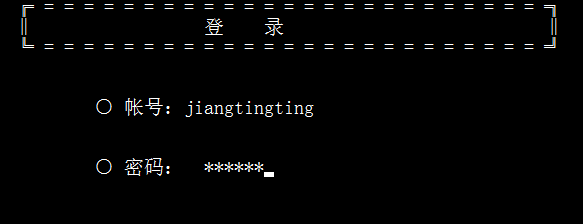 登 录
○ 帐号：jiangtingting
○ 密码： ******